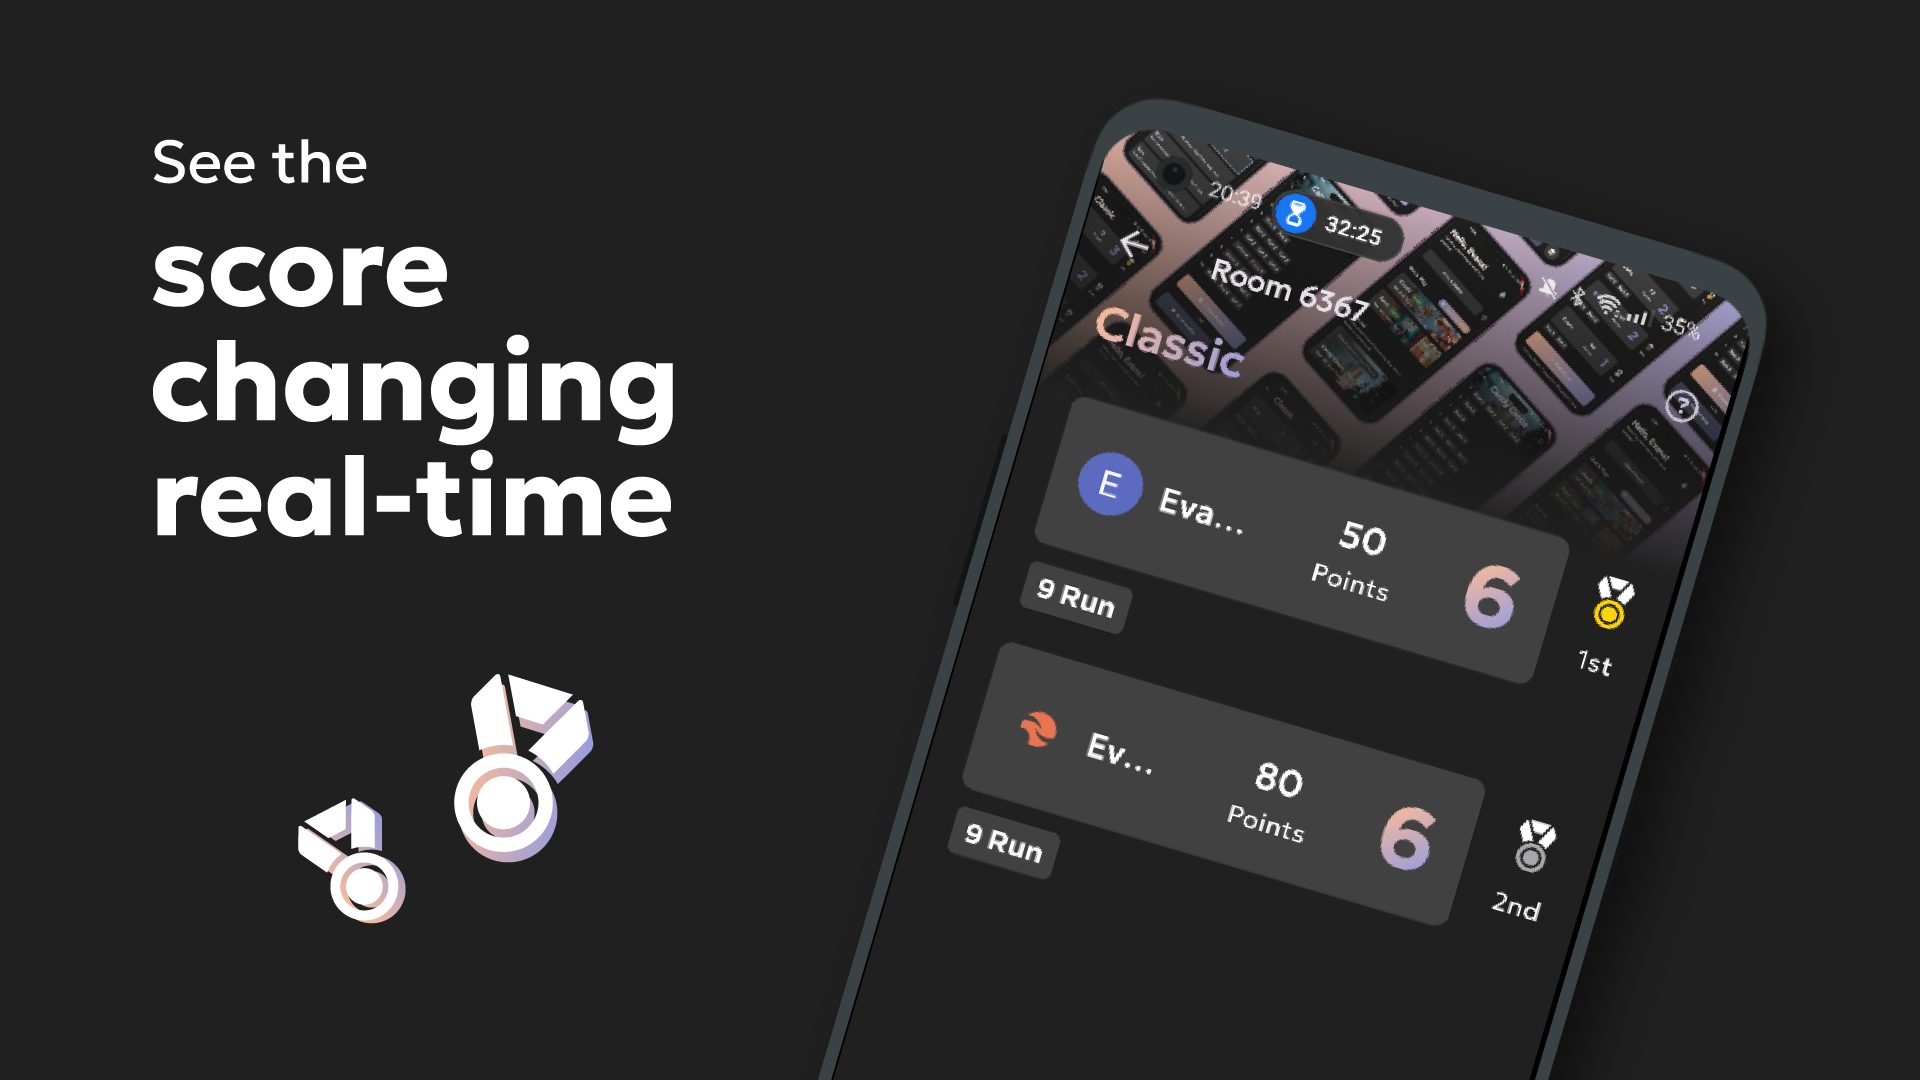 See the
score
changing
real-time
20:39
32:25
35%
Room 6367
Classic
?
E
Eva...
50
Points
6
1st
9 Run
Ev...
80
Points
6
2nd
9 Run